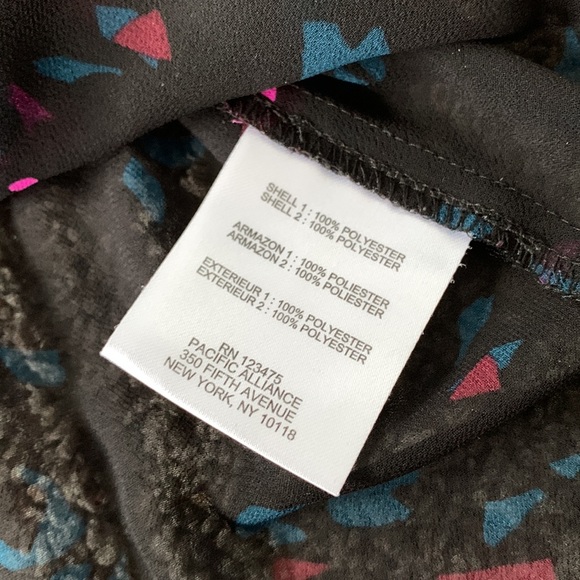 SHELL 1 : 100% POLYESTER
SHELL 2 : 100% POLYESTER
ARMAZON 1 : 100% POLIESTER
ARMAZON 2 : 100% POLIESTER
EXTERIEUR 1 : 100% POLYESTER
EXTERIEUR 2 : 100% POLYESTER
RN 123475
PACIFIC ALLIANCE
350 FIFTH AVENUE
NEW YORK, NY 10118